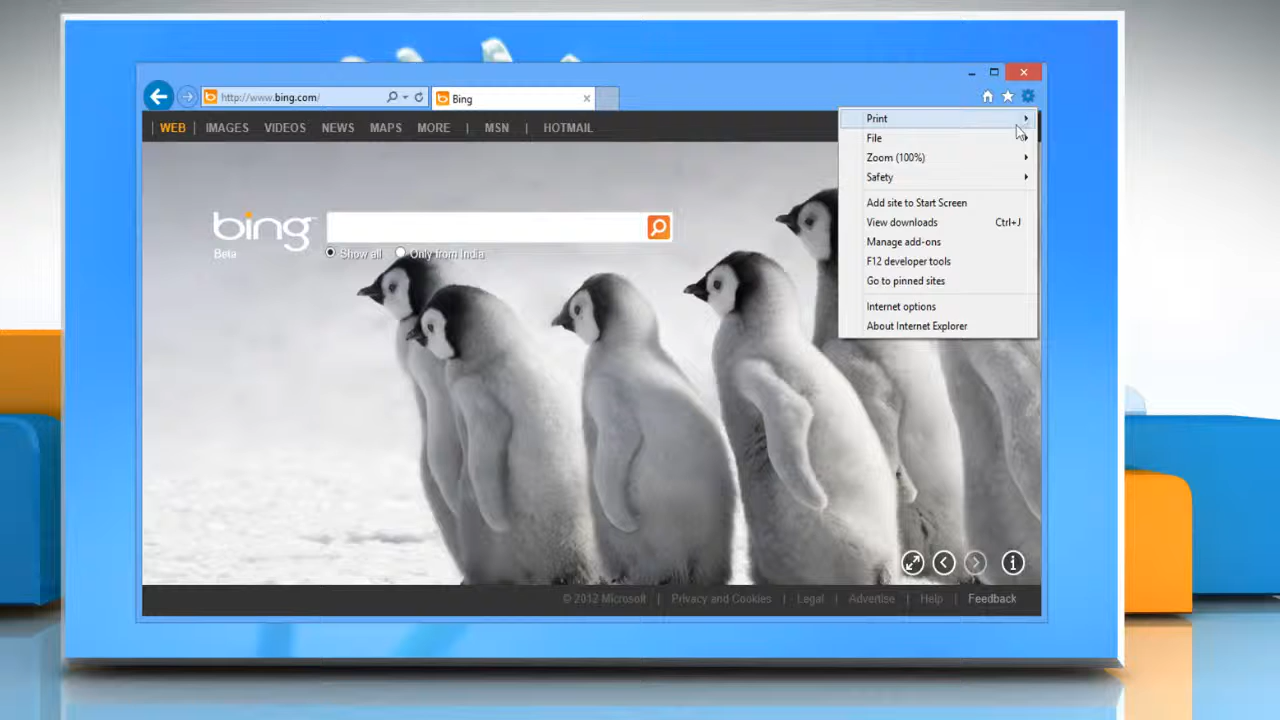 http://www.bing.com/
Bing
WEB | IMAGES VIDEOS NEWS MAPS MORE | MSN | HOTMAIL
Print
File
Zoom (100%)
Safety
Add site to Start Screen
View downloads Ctrl+J
Manage add-ons
F12 developer tools
Go to pinned sites
Internet options
About Internet Explorer
bing
Beta
Show all Only from India
© 2012 Microsoft | Privacy and Cookies | Legal | Advertise | Help | Feedback